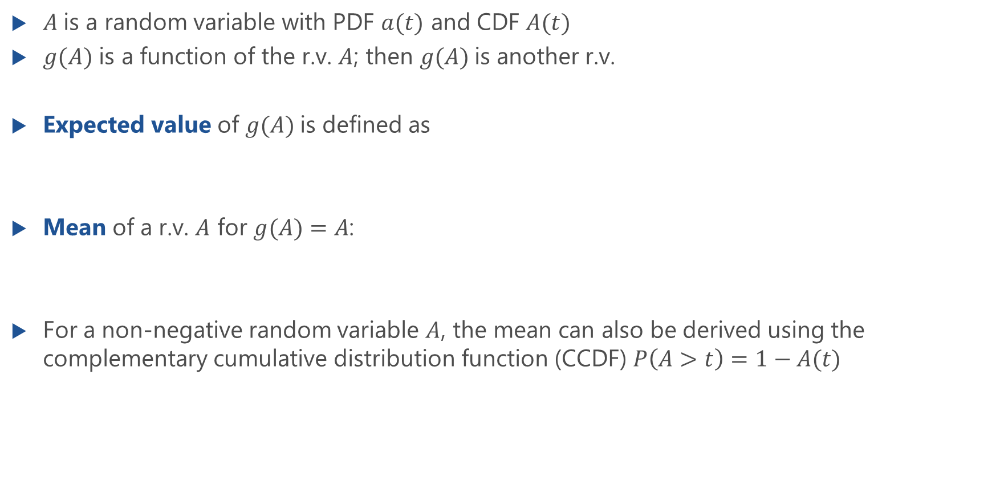 ▶ A is a random variable with PDF a(t) and CDF A(t)
▶ g(A) is a function of the r.v. A; then g(A) is another r.v.
▶ Expected value of g(A) is defined as
▶ Mean of a r.v. A for g(A) = A:
▶ For a non-negative random variable A, the mean can also be derived using the
complementary cumulative distribution function (CCDF) P(A > t) = 1 − A(t)